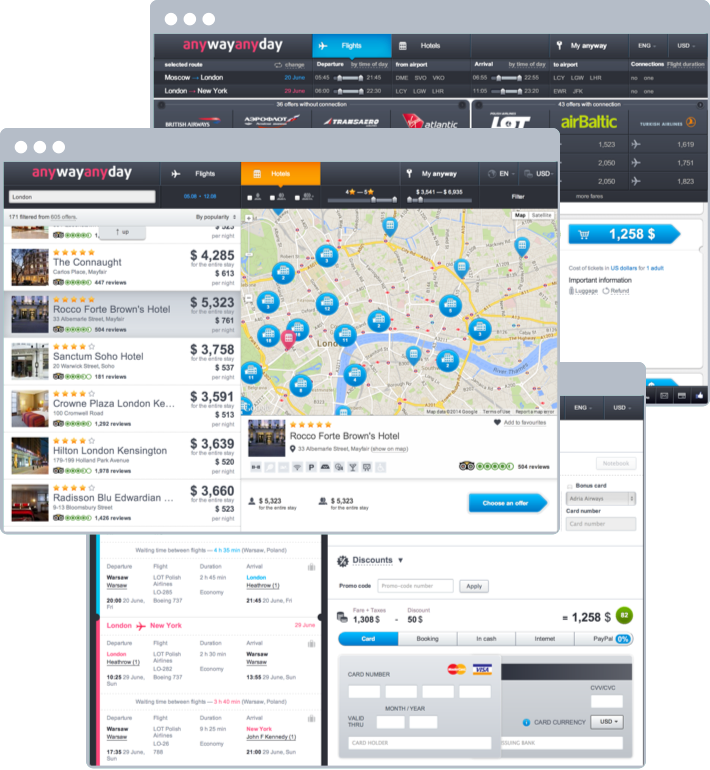 anywayanyday
Flights
Hotels
My anyway
ENG
USD
selected route
change
Departure
by time of day
from airport
Arrival
by time of day
to airport
Connections
Flight duration
Moscow → London
20 June
05:45
21:45
DME SVO VKO
22:55
LCY LGW LHR
no one
London → New York
29 June
22:30
LCY LGW LHR
11:05
23:20
EWR JFK
no one
36 offers without connection
43 offers with connection
BRITISH AIRWAYS
АЭРОФЛОТ
TRANSAERO
atlantic
POLISH AIRLINES
LOT
airBaltic
TURKISH AIRLINES
1,523
1,619
2,050
1,751
2,050
1,823
more fares
1,258 $
Cost of tickets in US dollars for 1 adult
Important information
Luggage
Refund
anywayanyday
Flights
Hotels
My anyway
EN
USD
London
4★ — 5★
$ 3,541 — $ 6,935
Filter
171 filtered from 805 offers.
By popularity
↑ up
per night
The Connaught
Carlos Place, Mayfair
447 reviews
$ 4,285
for the entire stay
$ 613
per night
Rocco Forte Brown's Hotel
33 Albemarle Street, Mayfair
504 reviews
$ 5,323
for the entire stay
$ 761
per night
Sanctum Soho Hotel
20 Warwick Street, Soho
181 reviews
$ 3,758
for the entire stay
$ 537
per night
Crowne Plaza London Ke...
100 Cromwell Road
1,292 reviews
$ 3,591
for the entire stay
$ 513
per night
Hilton London Kensington
179-199 Holland Park Avenue
1,978 reviews
$ 3,639
for the entire stay
$ 520
per night
Radisson Blu Edwardian ...
9-13 Bloomsbury Street
1,426 reviews
$ 3,660
for the entire stay
$ 523
per night
Map
Satellite
London
Map data ©2014 Google
Terms of Use
Report a map error
Rocco Forte Brown's Hotel
33 Albemarle Street, Mayfair (show on map)
Add to favourites
504 reviews
$ 5,323
for the entire stay
$ 5,323
for the entire stay
Choose an offer
ENG
USD
Notebook
Bonus card
Adria Airways
Card number
Card number
Waiting time between flights — 4 h 35 min (Warsaw, Poland)
Departure
Flight
Duration
Arrival
Warsaw
Warsaw
20:00 20 June, Fri
LOT Polish Airlines
LO-285
Boeing 737
2 h 45 min
Economy
London
Heathrow (1)
21:45 20 June, Fri
London
New York
29 June
Departure
Flight
Duration
Arrival
London
Heathrow (1)
10:25 29 June, Sun
LOT Polish Airlines
LO-282
Boeing 737
2 h 30 min
Economy
Warsaw
Warsaw
13:55 29 June, Sun
Waiting time between flights — 3 h 40 min (Warsaw, Poland)
Departure
Flight
Duration
Arrival
Warsaw
Warsaw
17:35 29 June, Sun
LOT Polish Airlines
LO-26
788
9 h 25 min
Economy
New York
John F Kennedy (1)
21:00 29 June, Sun
Discounts
Promo code
Promo-code number
Apply
Fare + Taxes
1,308 $
-
Discount
50 $
= 1,258 $
82
Card
Booking
In cash
Internet
PayPal
0%
CARD NUMBER
VISA
MONTH / YEAR
VALID THRU
CARD HOLDER
CVV/CVC
CARD CURRENCY
USD
ISSUING BANK